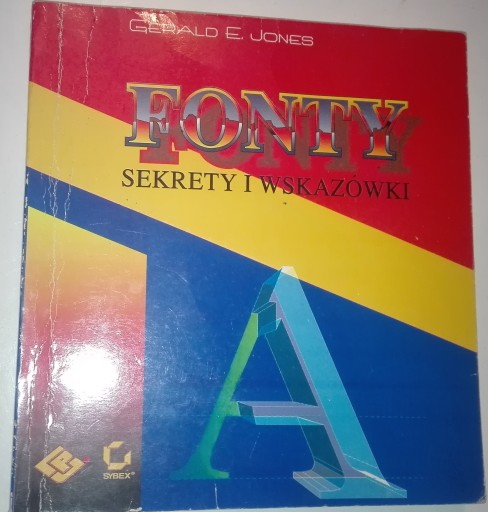 GERALD E. JONES
FONTY
SEKRETY I WSKAZÓWKI
A
SYBEX®